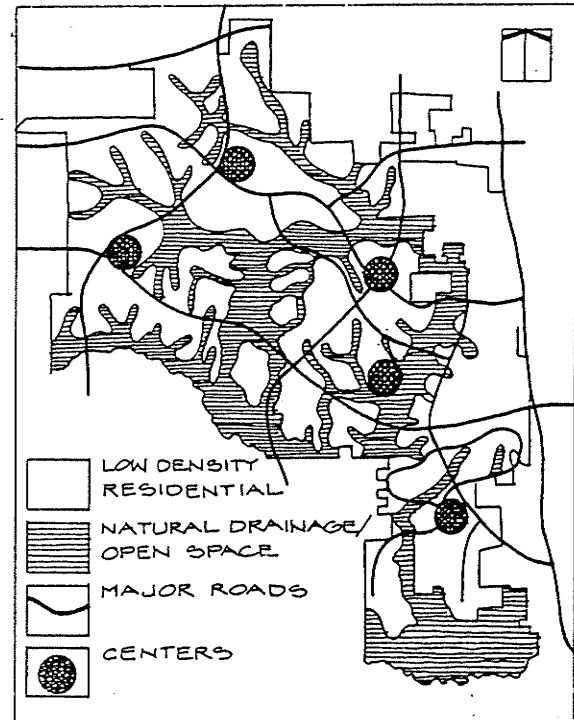 LOW DENSITY
RESIDENTIAL
NATURAL DRAINAGE/
OPEN SPACE
MAJOR ROADS
CENTERS